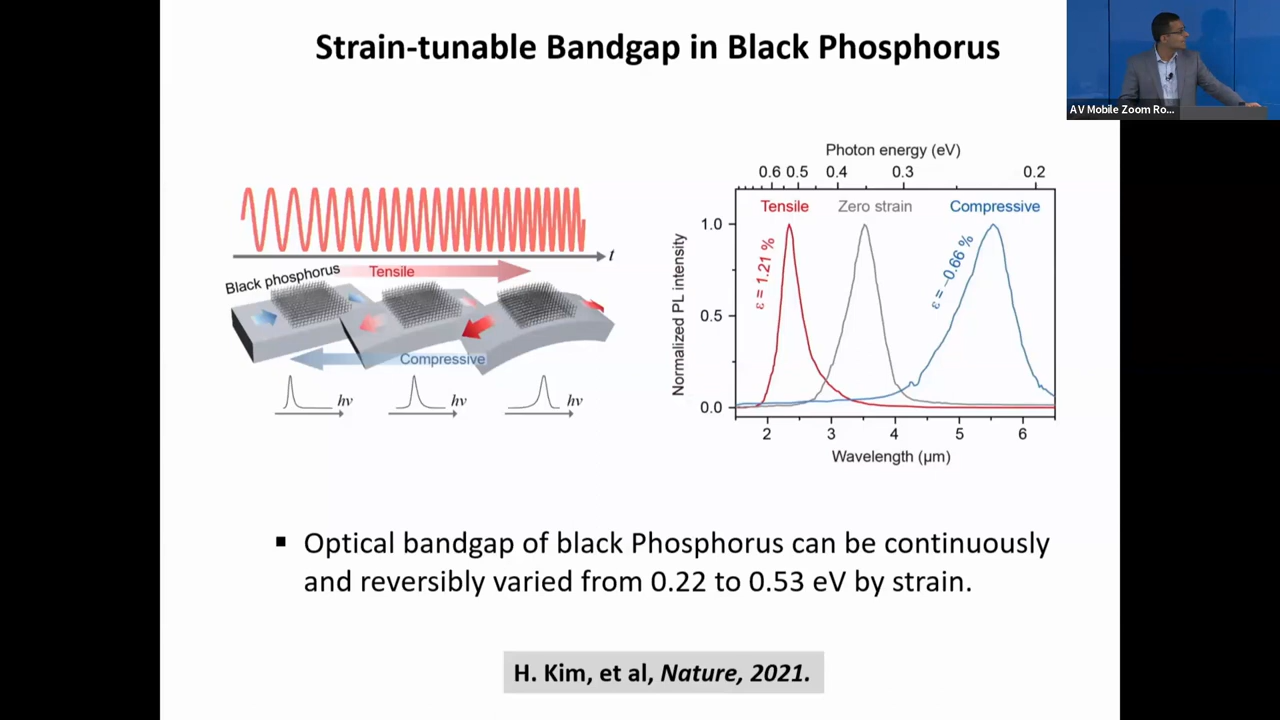 Strain-tunable Bandgap in Black Phosphorus
AV Mobile Zoom Ro...
t
Black phosphorus
Tensile
Compressive
hν
hν
hν
Photon energy (eV)
0.6 0.5 0.4 0.3 0.2
Tensile Zero strain Compressive
ε = 1.21 %
ε = −0.66 %
Normalized PL intensity
1.0
0.5
0.0
2 3 4 5 6
Wavelength (μm)
▪ Optical bandgap of black Phosphorus can be continuously
and reversibly varied from 0.22 to 0.53 eV by strain.
H. Kim, et al, Nature, 2021.